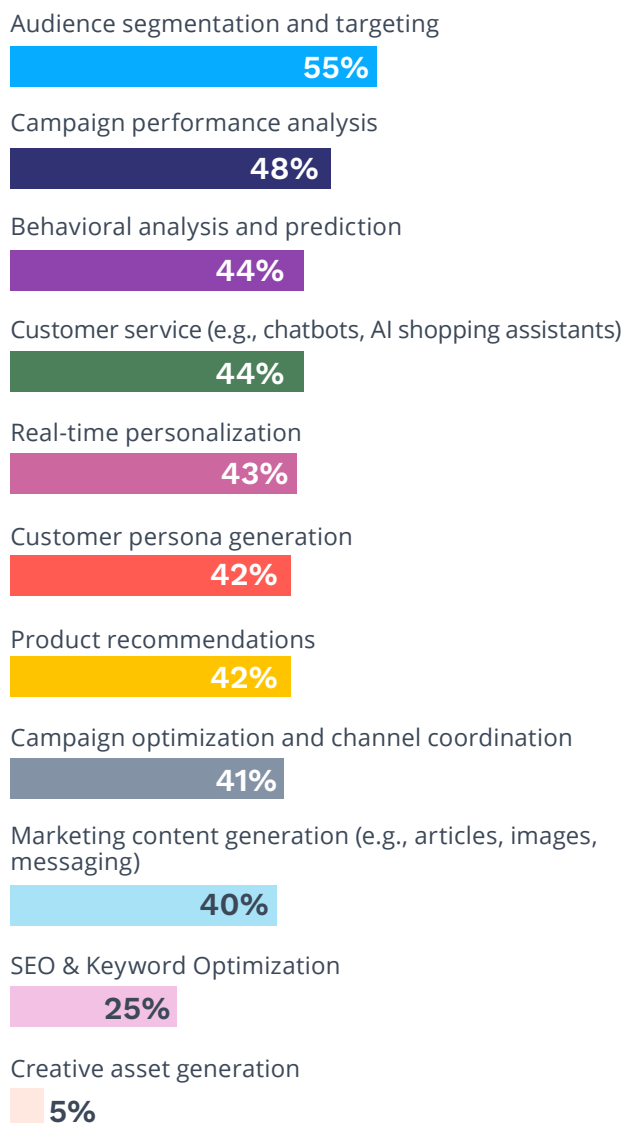 Audience segmentation and targeting
55%
Campaign performance analysis
48%
Behavioral analysis and prediction
44%
Customer service (e.g., chatbots, AI shopping assistants)
44%
Real-time personalization
43%
Customer persona generation
42%
Product recommendations
42%
Campaign optimization and channel coordination
41%
Marketing content generation (e.g., articles, images,
messaging)
40%
SEO & Keyword Optimization
25%
Creative asset generation
5%